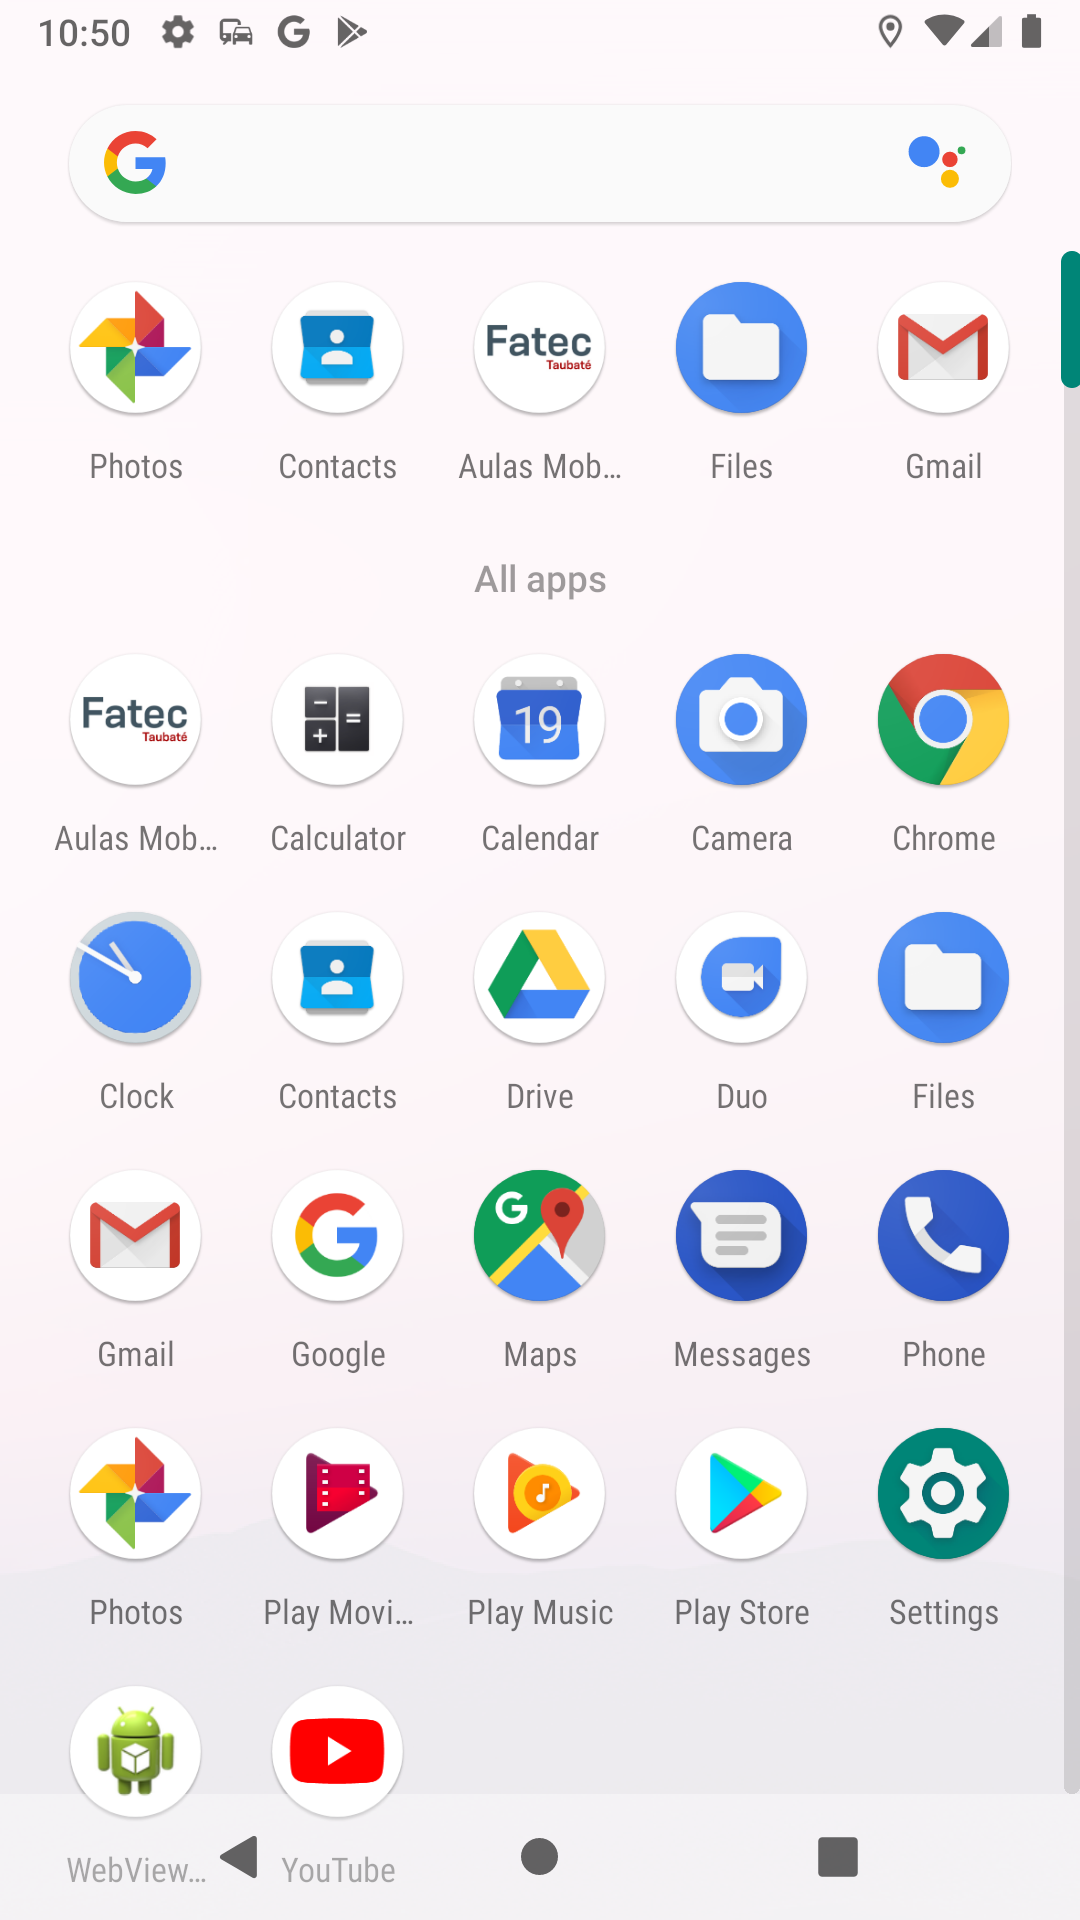 10:50
Photos Contacts Aulas Mob... Files Gmail
Fatec
Taubaté
All apps
Fatec
Taubaté
19
Aulas Mob... Calculator Calendar Camera Chrome
Clock Contacts Drive Duo Files
Gmail Google Maps Messages Phone
Photos Play Movi... Play Music Play Store Settings
WebView... YouTube